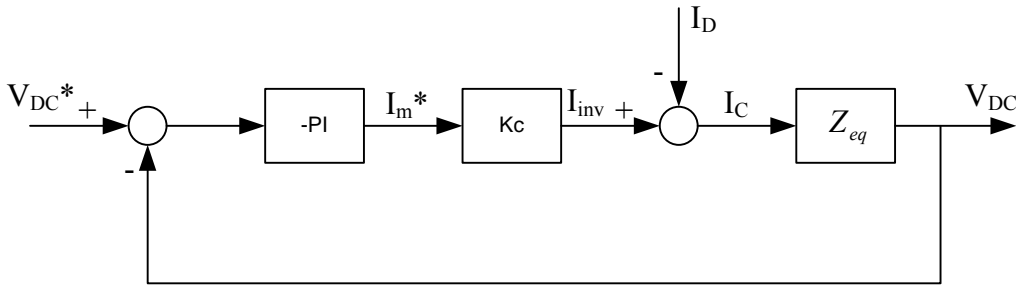 I_D
-
V_DC* +
-PI
I_m*
Kc
I_inv +
I_C
Z_eq
V_DC
-